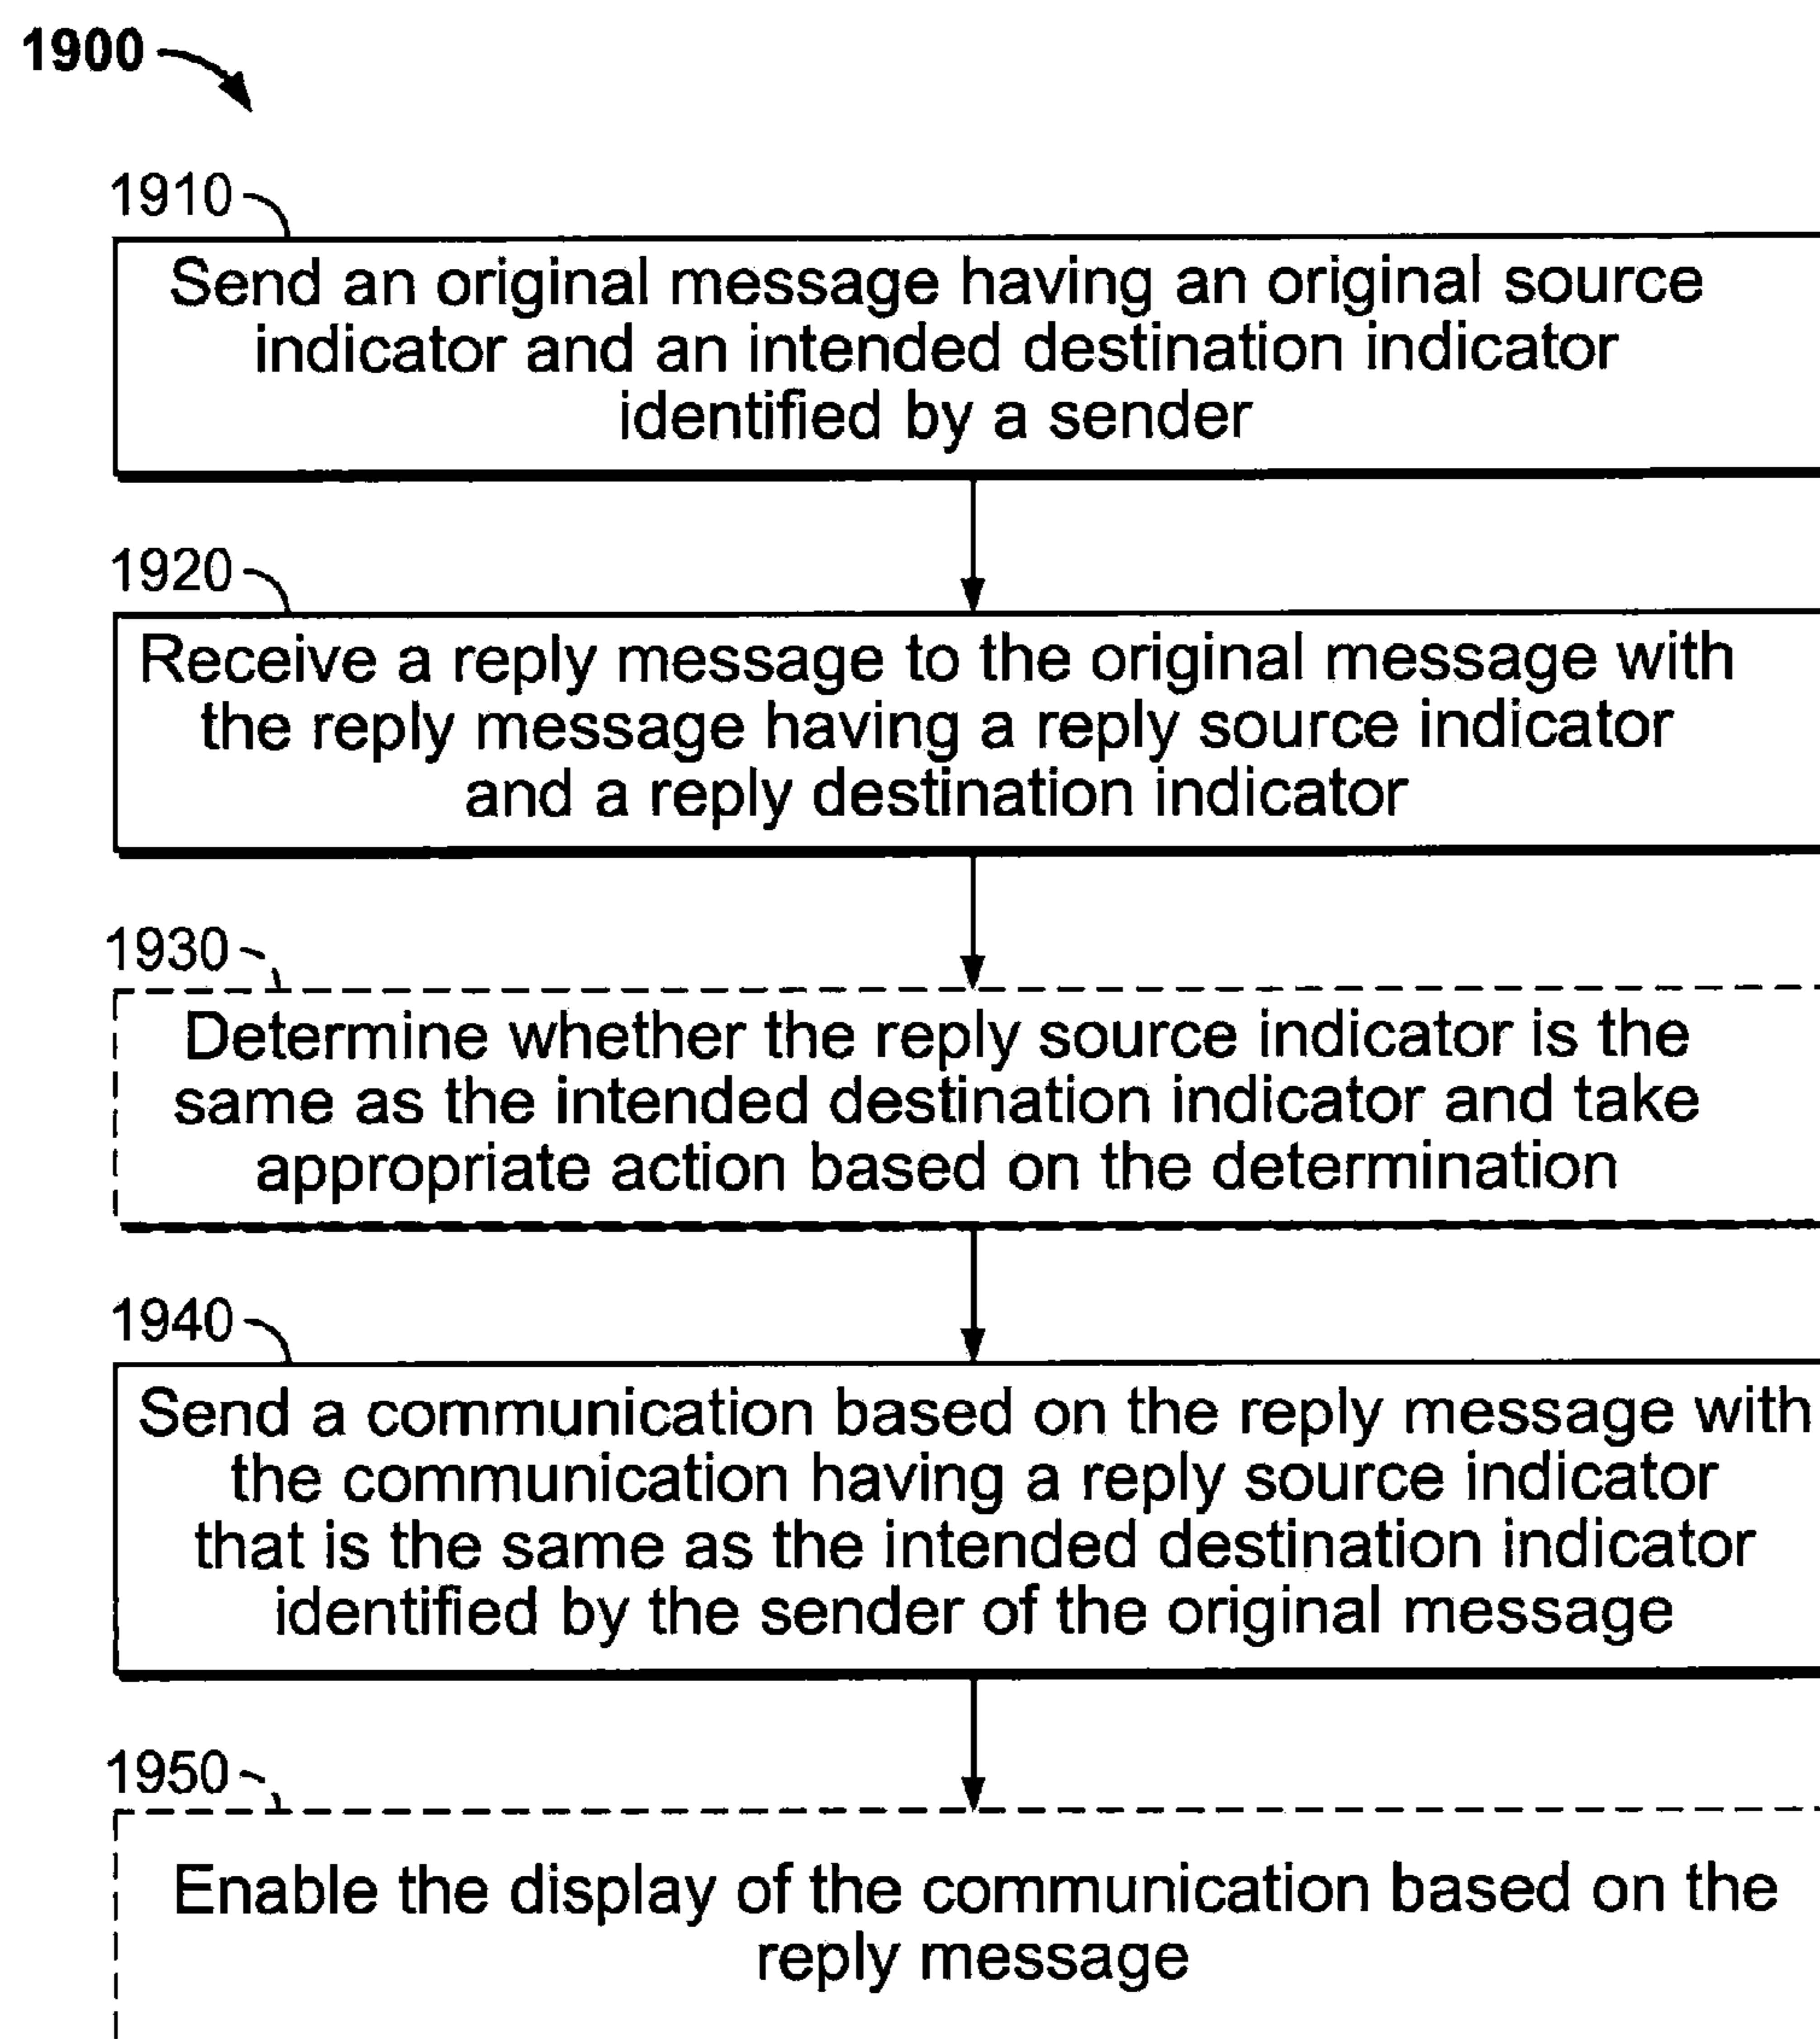 1900
1910
Send an original message having an original source
indicator and an intended destination indicator
identified by a sender
1920
Receive a reply message to the original message with
the reply message having a reply source indicator
and a reply destination indicator
1930
Determine whether the reply source indicator is the
same as the intended destination indicator and take
appropriate action based on the determination
1940
Send a communication based on the reply message with
the communication having a reply source indicator
that is the same as the intended destination indicator
identified by the sender of the original message
1950
Enable the display of the communication based on the
reply message